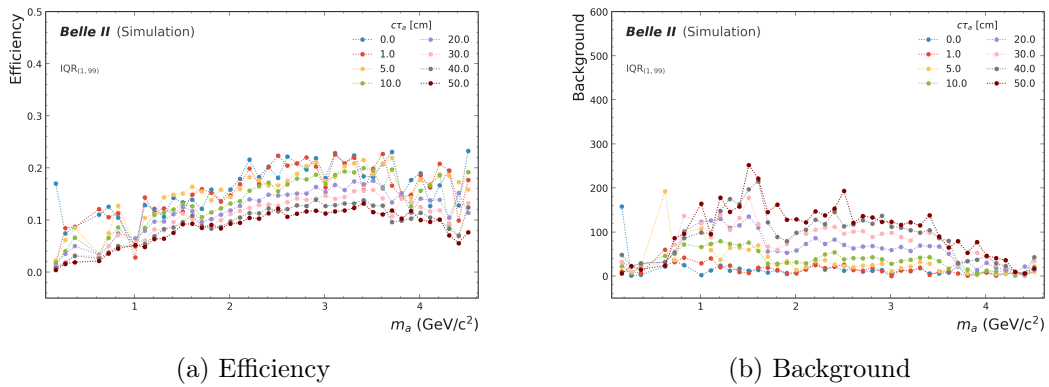 0.5
0.4
0.3
0.2
0.1
0.0
Efficiency
Belle II (Simulation)
IQR(1,99)
cτa [cm]
0.0 20.0
1.0 30.0
5.0 40.0
10.0 50.0
1 2 3 4
ma (GeV/c²)
(a) Efficiency
600
500
400
300
200
100
0
Background
Belle II (Simulation)
IQR(1,99)
cτa [cm]
0.0 20.0
1.0 30.0
5.0 40.0
10.0 50.0
1 2 3 4
ma (GeV/c²)
(b) Background